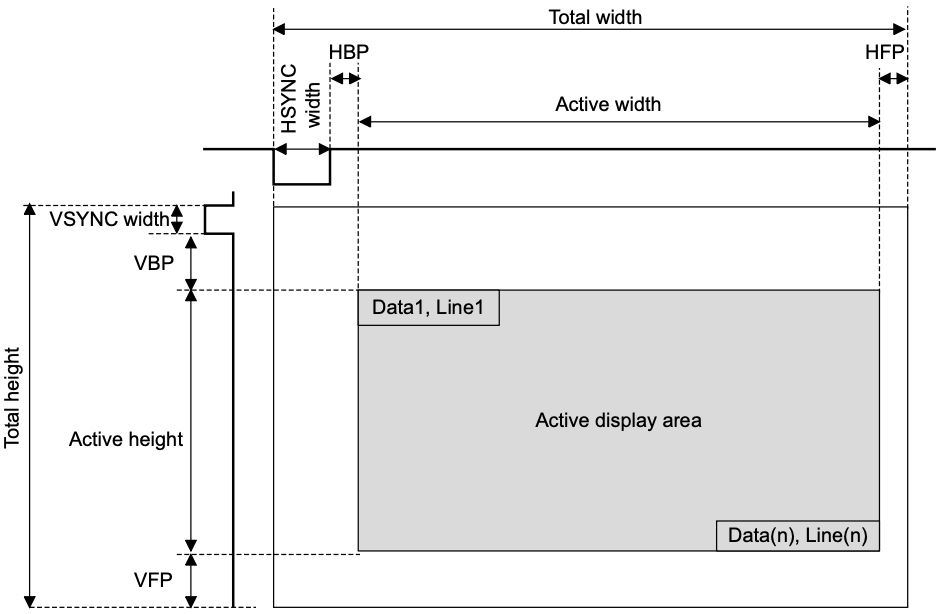 Total width
HBP
HFP
HSYNC
width
Active width
VSYNC width
VBP
Data1, Line1
Total height
Active height
Active display area
Data(n), Line(n)
VFP